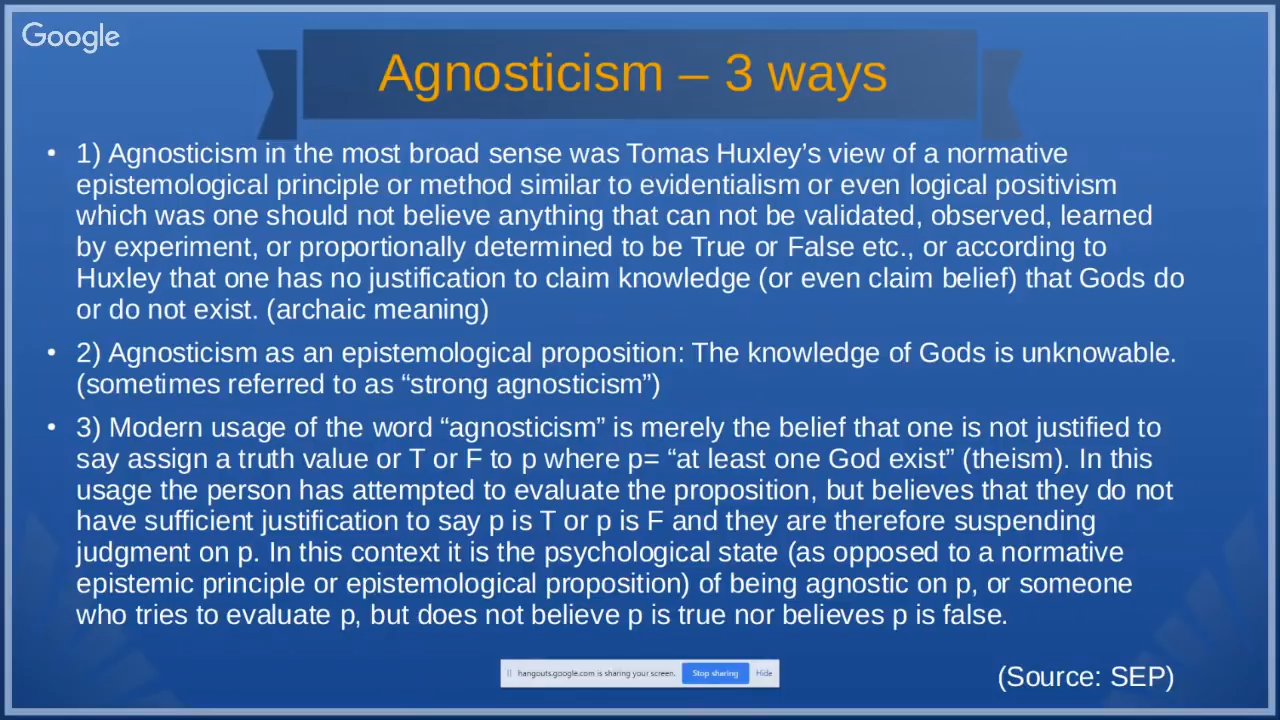 Google
Agnosticism – 3 ways
• 1) Agnosticism in the most broad sense was Tomas Huxley’s view of a normative
epistemological principle or method similar to evidentialism or even logical positivism
which was one should not believe anything that can not be validated, observed, learned
by experiment, or proportionally determined to be True or False etc., or according to
Huxley that one has no justification to claim knowledge (or even claim belief) that Gods do
or do not exist. (archaic meaning)
• 2) Agnosticism as an epistemological proposition: The knowledge of Gods is unknowable.
(sometimes referred to as “strong agnosticism”)
• 3) Modern usage of the word “agnosticism” is merely the belief that one is not justified to
say assign a truth value or T or F to p where p= “at least one God exist” (theism). In this
usage the person has attempted to evaluate the proposition, but believes that they do not
have sufficient justification to say p is T or p is F and they are therefore suspending
judgment on p. In this context it is the psychological state (as opposed to a normative
epistemic principle or epistemological proposition) of being agnostic on p, or someone
who tries to evaluate p, but does not believe p is true nor believes p is false.
hangouts.google.com is sharing your screen. Stop sharing Hide
(Source: SEP)